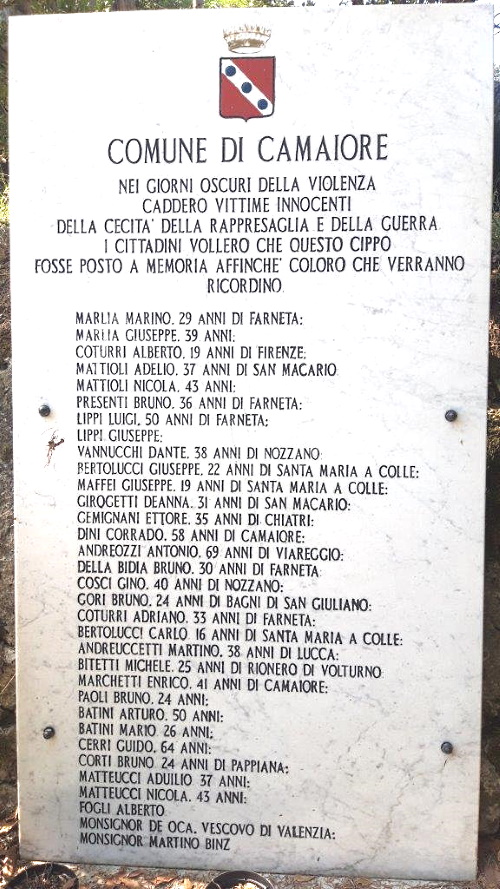 COMUNE DI CAMAIORE
NEI GIORNI OSCURI DELLA VIOLENZA
CADDERO VITTIME INNOCENTI
DELLA CECITA' DELLA RAPPRESAGLIA E DELLA GUERRA
I CITTADINI VOLLERO CHE QUESTO CIPPO
FOSSE POSTO A MEMORIA AFFINCHE' COLORO CHE VERRANNO
RICORDINO.
MARLIA MARINO, 29 ANNI DI FARNETA;
MARLIA GIUSEPPE, 39 ANNI;
COTURRI ALBERTO, 19 ANNI DI FIRENZE;
MATTIOLI ADELIO, 37 ANNI DI SAN MACARIO
MATTIOLI NICOLA, 43 ANNI;
PRESENTI BRUNO, 36 ANNI DI FARNETA;
LIPPI LUIGI, 50 ANNI DI FARNETA;
LIPPI GIUSEPPE;
VANNUCCHI DANTE, 38 ANNI DI NOZZANO;
BERTOLUCCI GIUSEPPE, 22 ANNI DI SANTA MARIA A COLLE;
MAFFEI GIUSEPPE, 19 ANNI DI SANTA MARIA A COLLE;
GIROGETTI DEANNA, 31 ANNI DI SAN MACARIO;
GEMIGNANI ETTORE, 35 ANNI DI CHIATRI;
DINI CORRADO, 58 ANNI DI CAMAIORE;
ANDREOZZI ANTONIO, 69 ANNI DI VIAREGGIO;
DELLA BIDIA BRUNO, 30 ANNI DI FARNETA
COSCI GINO, 40 ANNI DI NOZZANO;
GORI BRUNO, 24 ANNI DI BAGNI DI SAN GIULIANO;
COTURRI ADRIANO, 33 ANNI DI FARNETA;
BERTOLUCCI CARLO 16 ANNI DI SANTA MARIA A COLLE;
ANDREUCCETTI MARTINO, 38 ANNI DI LUCCA;
BITETTI MICHELE, 25 ANNI DI RIONERO DI VOLTURNO
MARCHETTI ENRICO, 41 ANNI DI CAMAIORE;
PAOLI BRUNO, 24 ANNI;
BATINI ARTURO, 50 ANNI;
BATINI MARIO 26 ANNI;
CERRI GUIDO, 64 ANNI;
CORTI BRUNO 24 ANNI DI PAPPIANA;
MATTEUCCI ADUILIO 37 ANNI;
MATTEUCCI NICOLA, 43 ANNI;
FOGLI ALBERTO
MONSIGNOR DE OCA, VESCOVO DI VALENZIA;
MONSIGNOR MARTINO BINZ